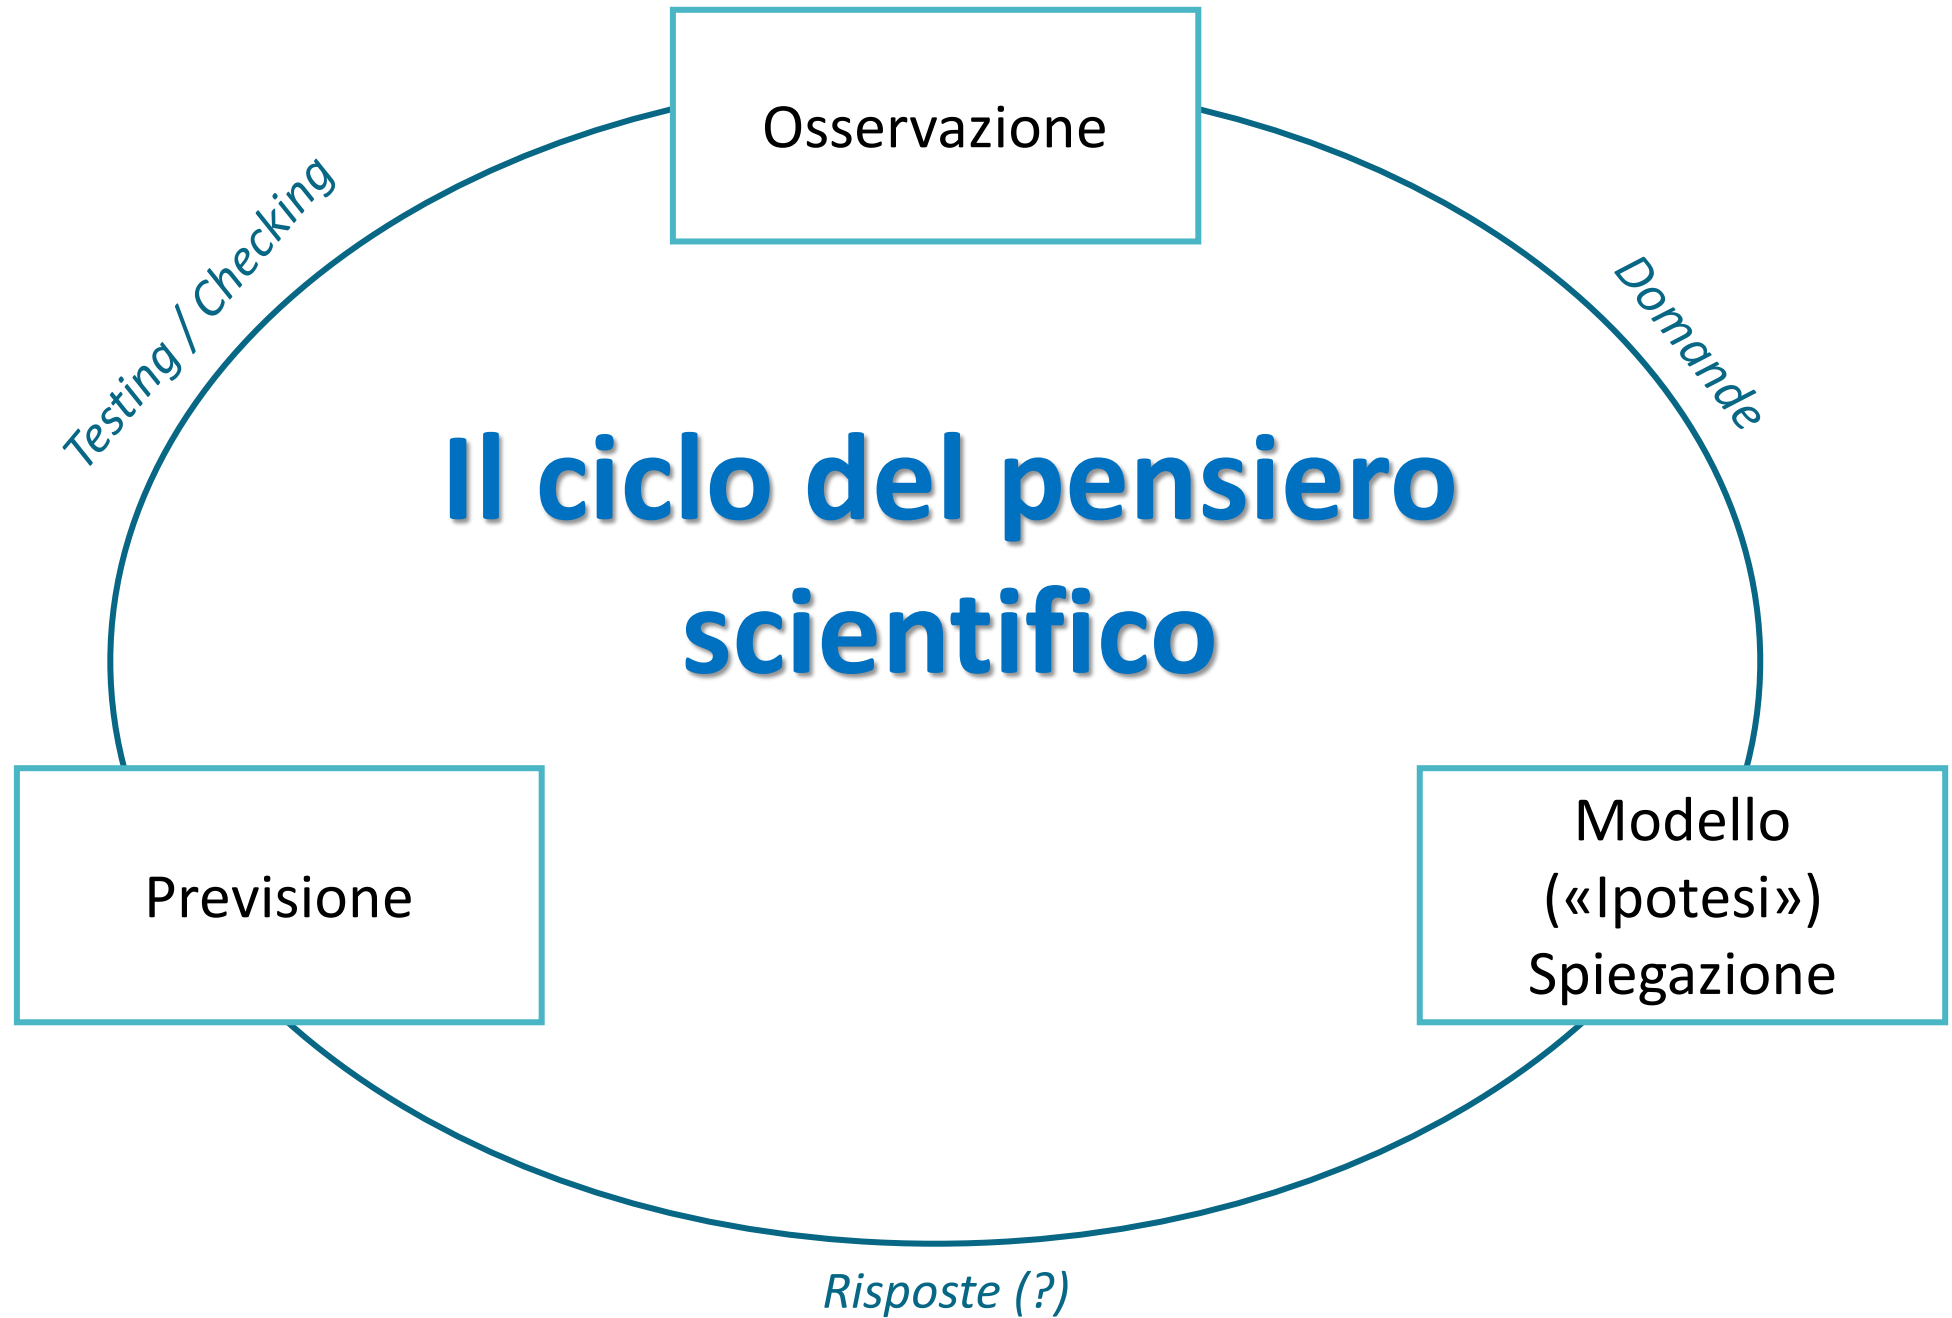 Osservazione
Testing / Checking
Domande
Il ciclo del pensiero
scientifico
Previsione
Modello
(«Ipotesi»)
Spiegazione
Risposte (?)